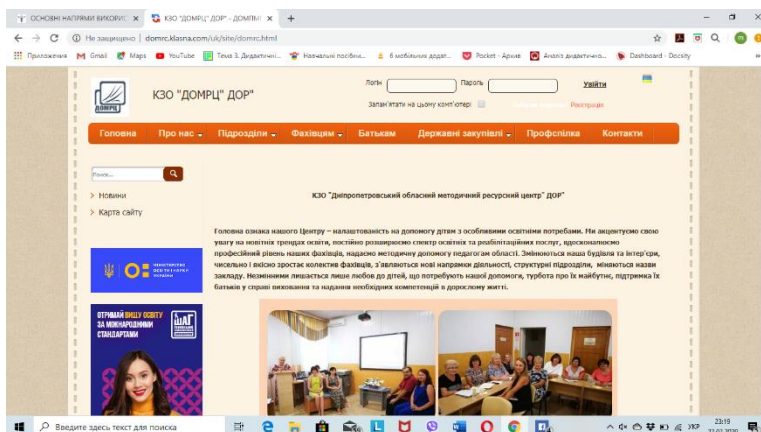 ОСНОВНІ НАПРЯМИ ВИКОРИС
КЗО "ДОМРЦ" ДОР" - ДОМРЦ
Не защищено | domrc.klasna.com/uk/site/domrc.html
Приложения Gmail Maps YouTube Тема 3. Дидактичні... Навчальні посібни... 6 мобільних додат... Pocket - Архив Аналіз дидактично... Dashboard - Docsity
ДОМРЦ
КЗО "ДОМРЦ" ДОР"
Логін Пароль Увійти
Запам'ятати на цьому комп'ютері Реєстрація
Головна Про нас Підрозділи Фахівцям Батькам Державні закупівлі Профспілка Контакти
Поиск...
Новини
Карта сайту
КЗО "Дніпропетровський обласний методичний ресурсний центр" ДОР"
Головна ознака нашого Центру – налаштованість на допомогу дітям з особливими освітніми потребами. Ми акцентуємо свою
увагу на новітніх трендах освіти, постійно розширюємо спектр освітніх та реабілітаційних послуг, вдосконалюємо
професійний рівень наших фахівців, надаємо методичну допомогу педагогам області. Змінюються наша будівля та інтер'єри,
чисельно і якісно зростає колектив фахівців, з'являються нові напрямки діяльності, структурні підрозділи, міняються назви
закладу. Незмінними лишається лише любов до дітей, що потребують нашої допомоги, турбота про їх майбутнє, підтримка їх
батьків у справі виховання та надання необхідних компетенцій в дорослому житті.
МІНІСТЕРСТВО
ОСВІТИ І НАУКИ
УКРАЇНИ
ОТРИМАЙ ВИЩУ ОСВІТУ
ЗА МІЖНАРОДНИМИ
СТАНДАРТАМИ
ШАГ
Введите здесь текст для поиска
УКР
23:19